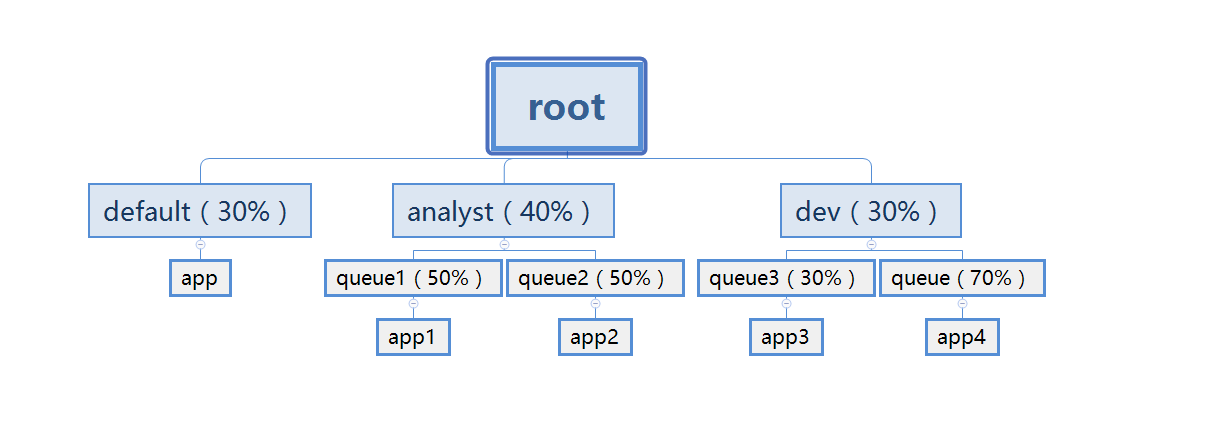 root
default（30%）
analyst（40%）
dev（30%）
app
queue1（50%）
queue2（50%）
queue3（30%）
queue（70%）
app1
app2
app3
app4